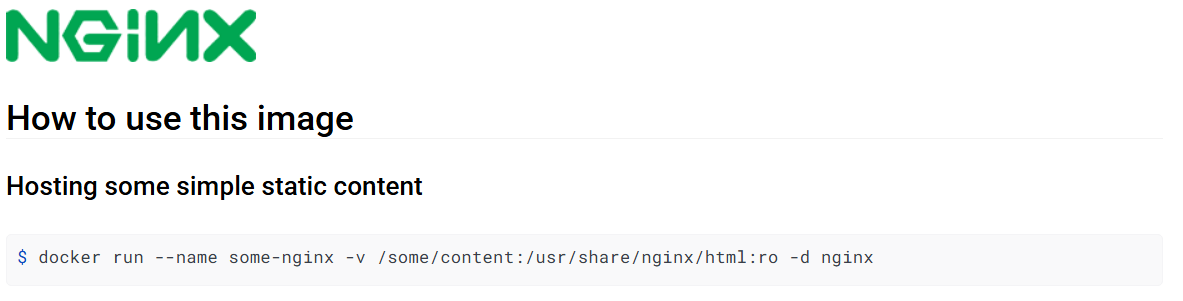 NGINX
How to use this image
Hosting some simple static content
$ docker run --name some-nginx -v /some/content:/usr/share/nginx/html:ro -d nginx